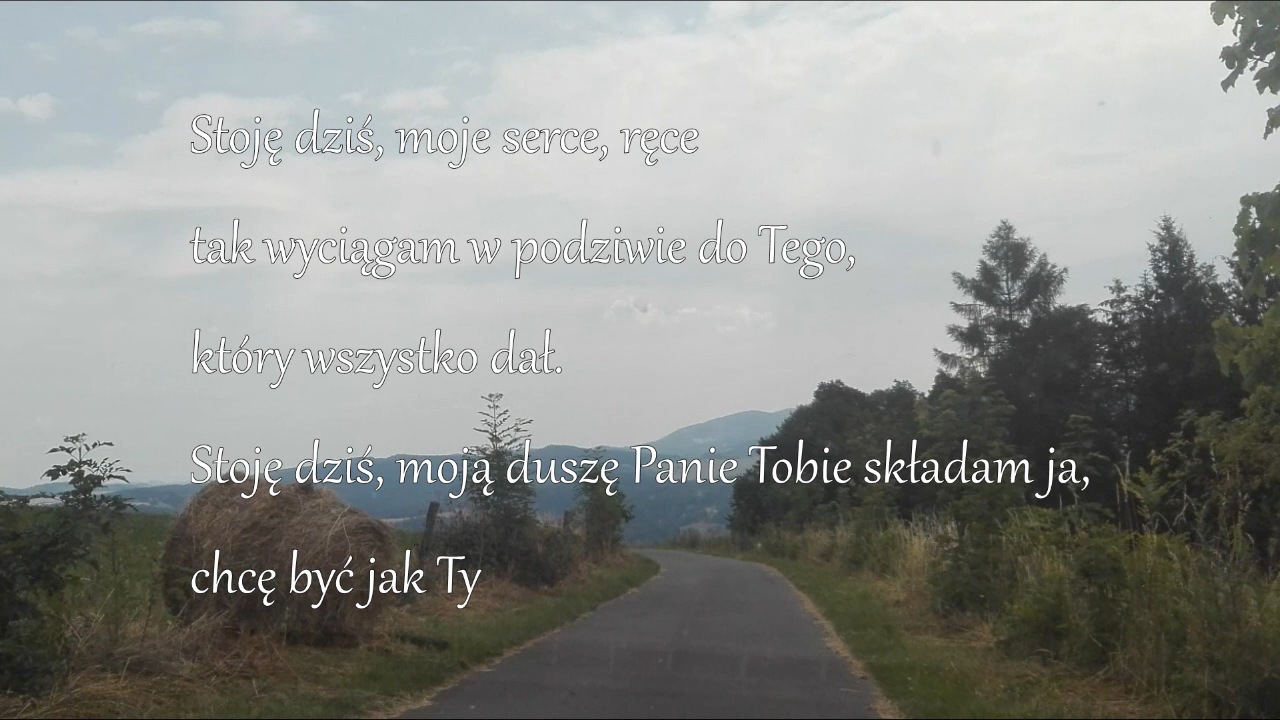 Stoję dziś, moje serce, ręce
tak wyciągam w podziwie do Tego,
który wszystko dał.
Stoję dziś, moją duszę Panie Tobie składam ja,
chcę być jak Ty